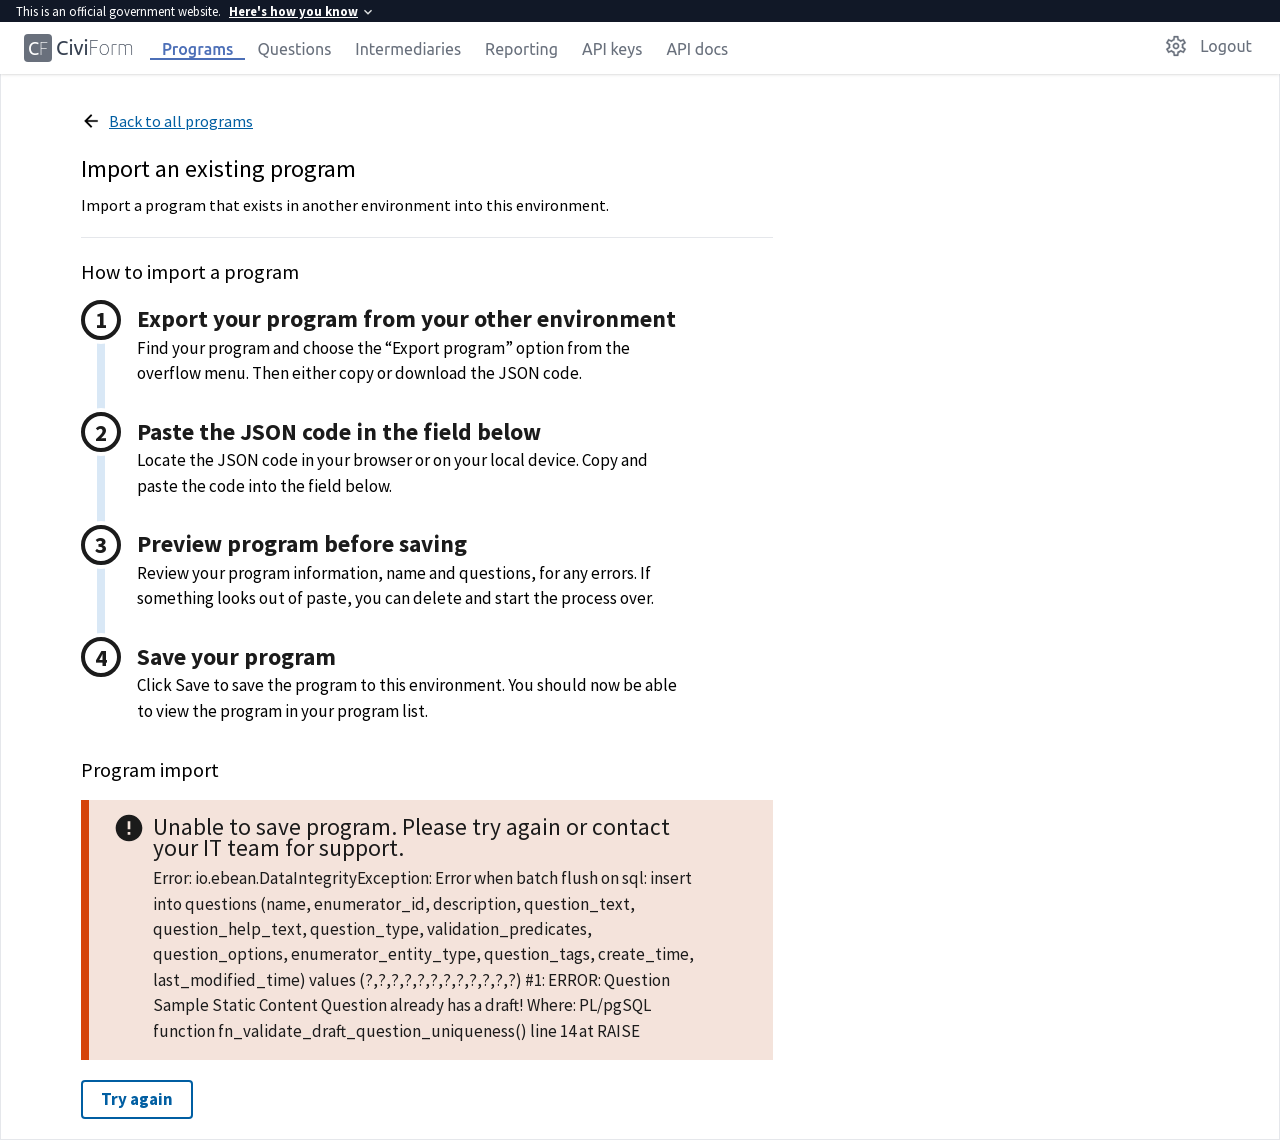 This is an official government website. Here's how you know
CF CiviForm Programs Questions Intermediaries Reporting API keys API docs Logout
Back to all programs
Import an existing program
Import a program that exists in another environment into this environment.
How to import a program
1 Export your program from your other environment
Find your program and choose the “Export program” option from the
overflow menu. Then either copy or download the JSON code.
2 Paste the JSON code in the field below
Locate the JSON code in your browser or on your local device. Copy and
paste the code into the field below.
3 Preview program before saving
Review your program information, name and questions, for any errors. If
something looks out of paste, you can delete and start the process over.
4 Save your program
Click Save to save the program to this environment. You should now be able
to view the program in your program list.
Program import
Unable to save program. Please try again or contact
your IT team for support.
Error: io.ebean.DataIntegrityException: Error when batch flush on sql: insert
into questions (name, enumerator_id, description, question_text,
question_help_text, question_type, validation_predicates,
question_options, enumerator_entity_type, question_tags, create_time,
last_modified_time) values (?,?,?,?,?,?,?,?,?,?,?,?) #1: ERROR: Question
Sample Static Content Question already has a draft! Where: PL/pgSQL
function fn_validate_draft_question_uniqueness() line 14 at RAISE
Try again